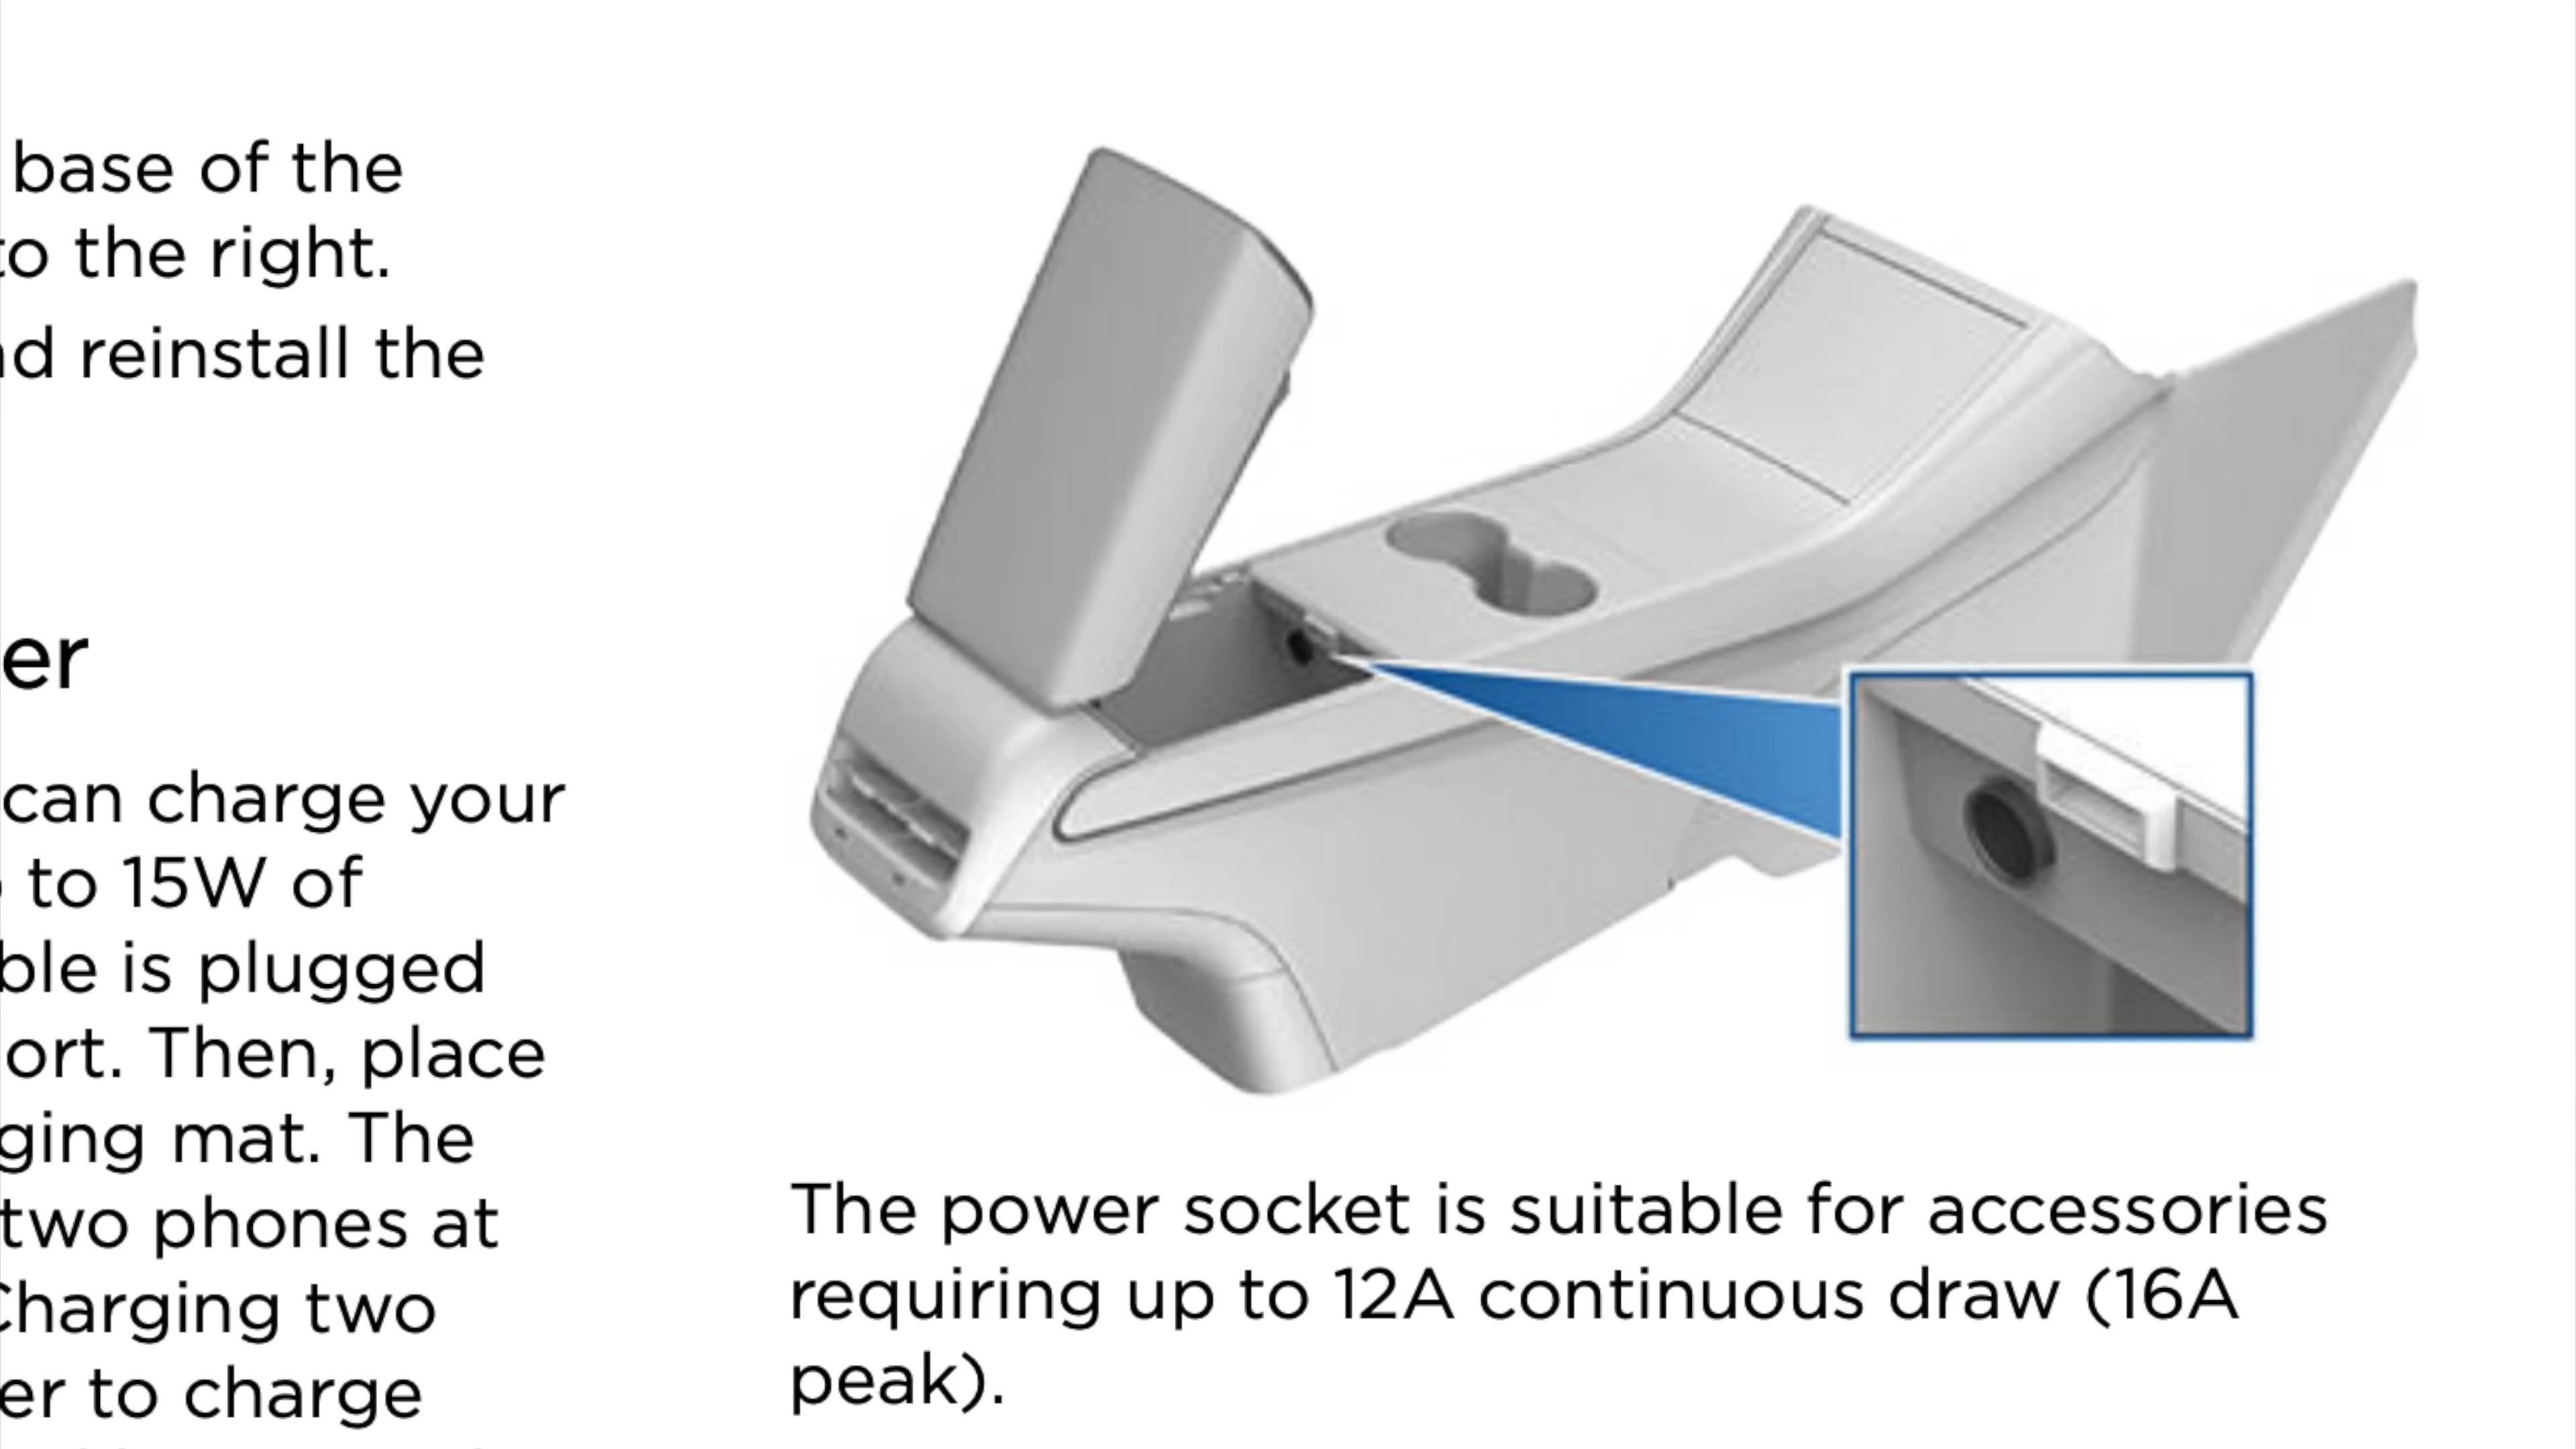 base of the
to the right.
reinstall the
er
can charge your
to 15W of
ble is plugged
ort. Then, place
ging mat. The
two phones at
Charging two
er to charge
The power socket is suitable for accessories
requiring up to 12A continuous draw (16A
peak).